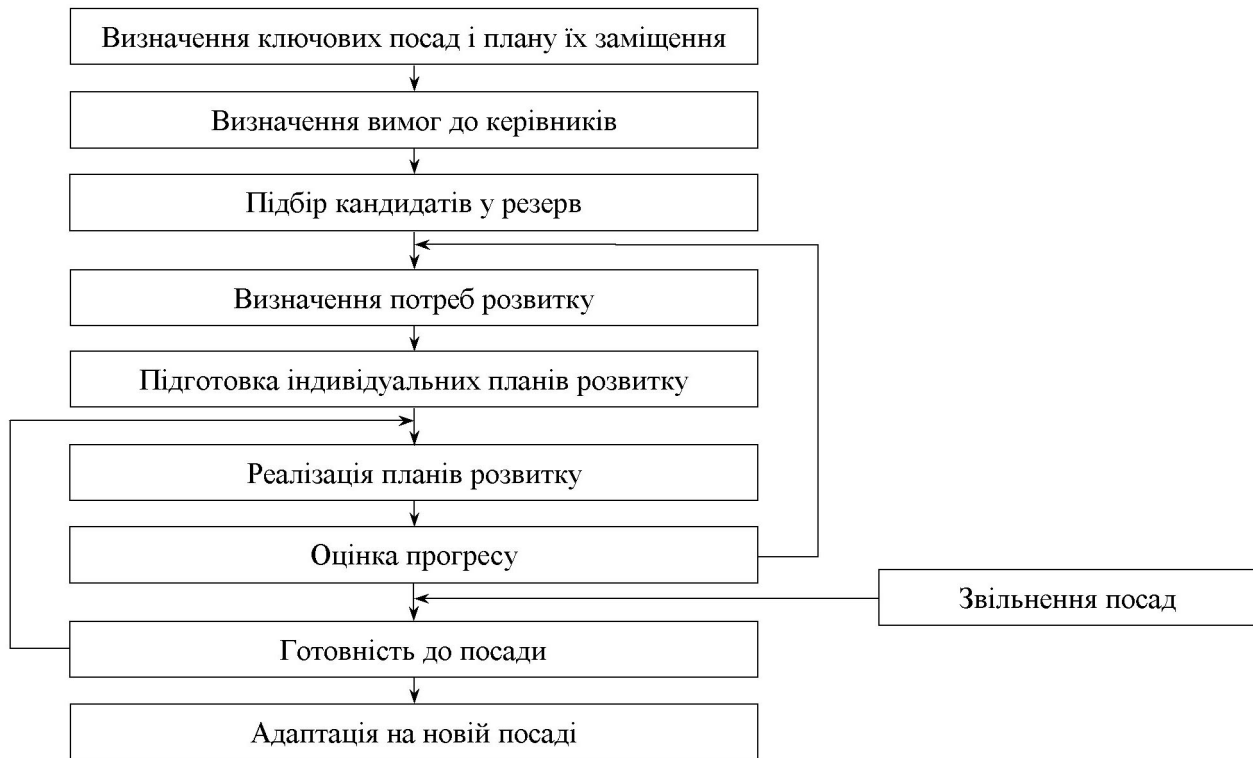 Визначення ключових посад і плану їх заміщення
Визначення вимог до керівників
Підбір кандидатів у резерв
Визначення потреб розвитку
Підготовка індивідуальних планів розвитку
Реалізація планів розвитку
Оцінка прогресу
Звільнення посад
Готовність до посади
Адаптація на новій посаді